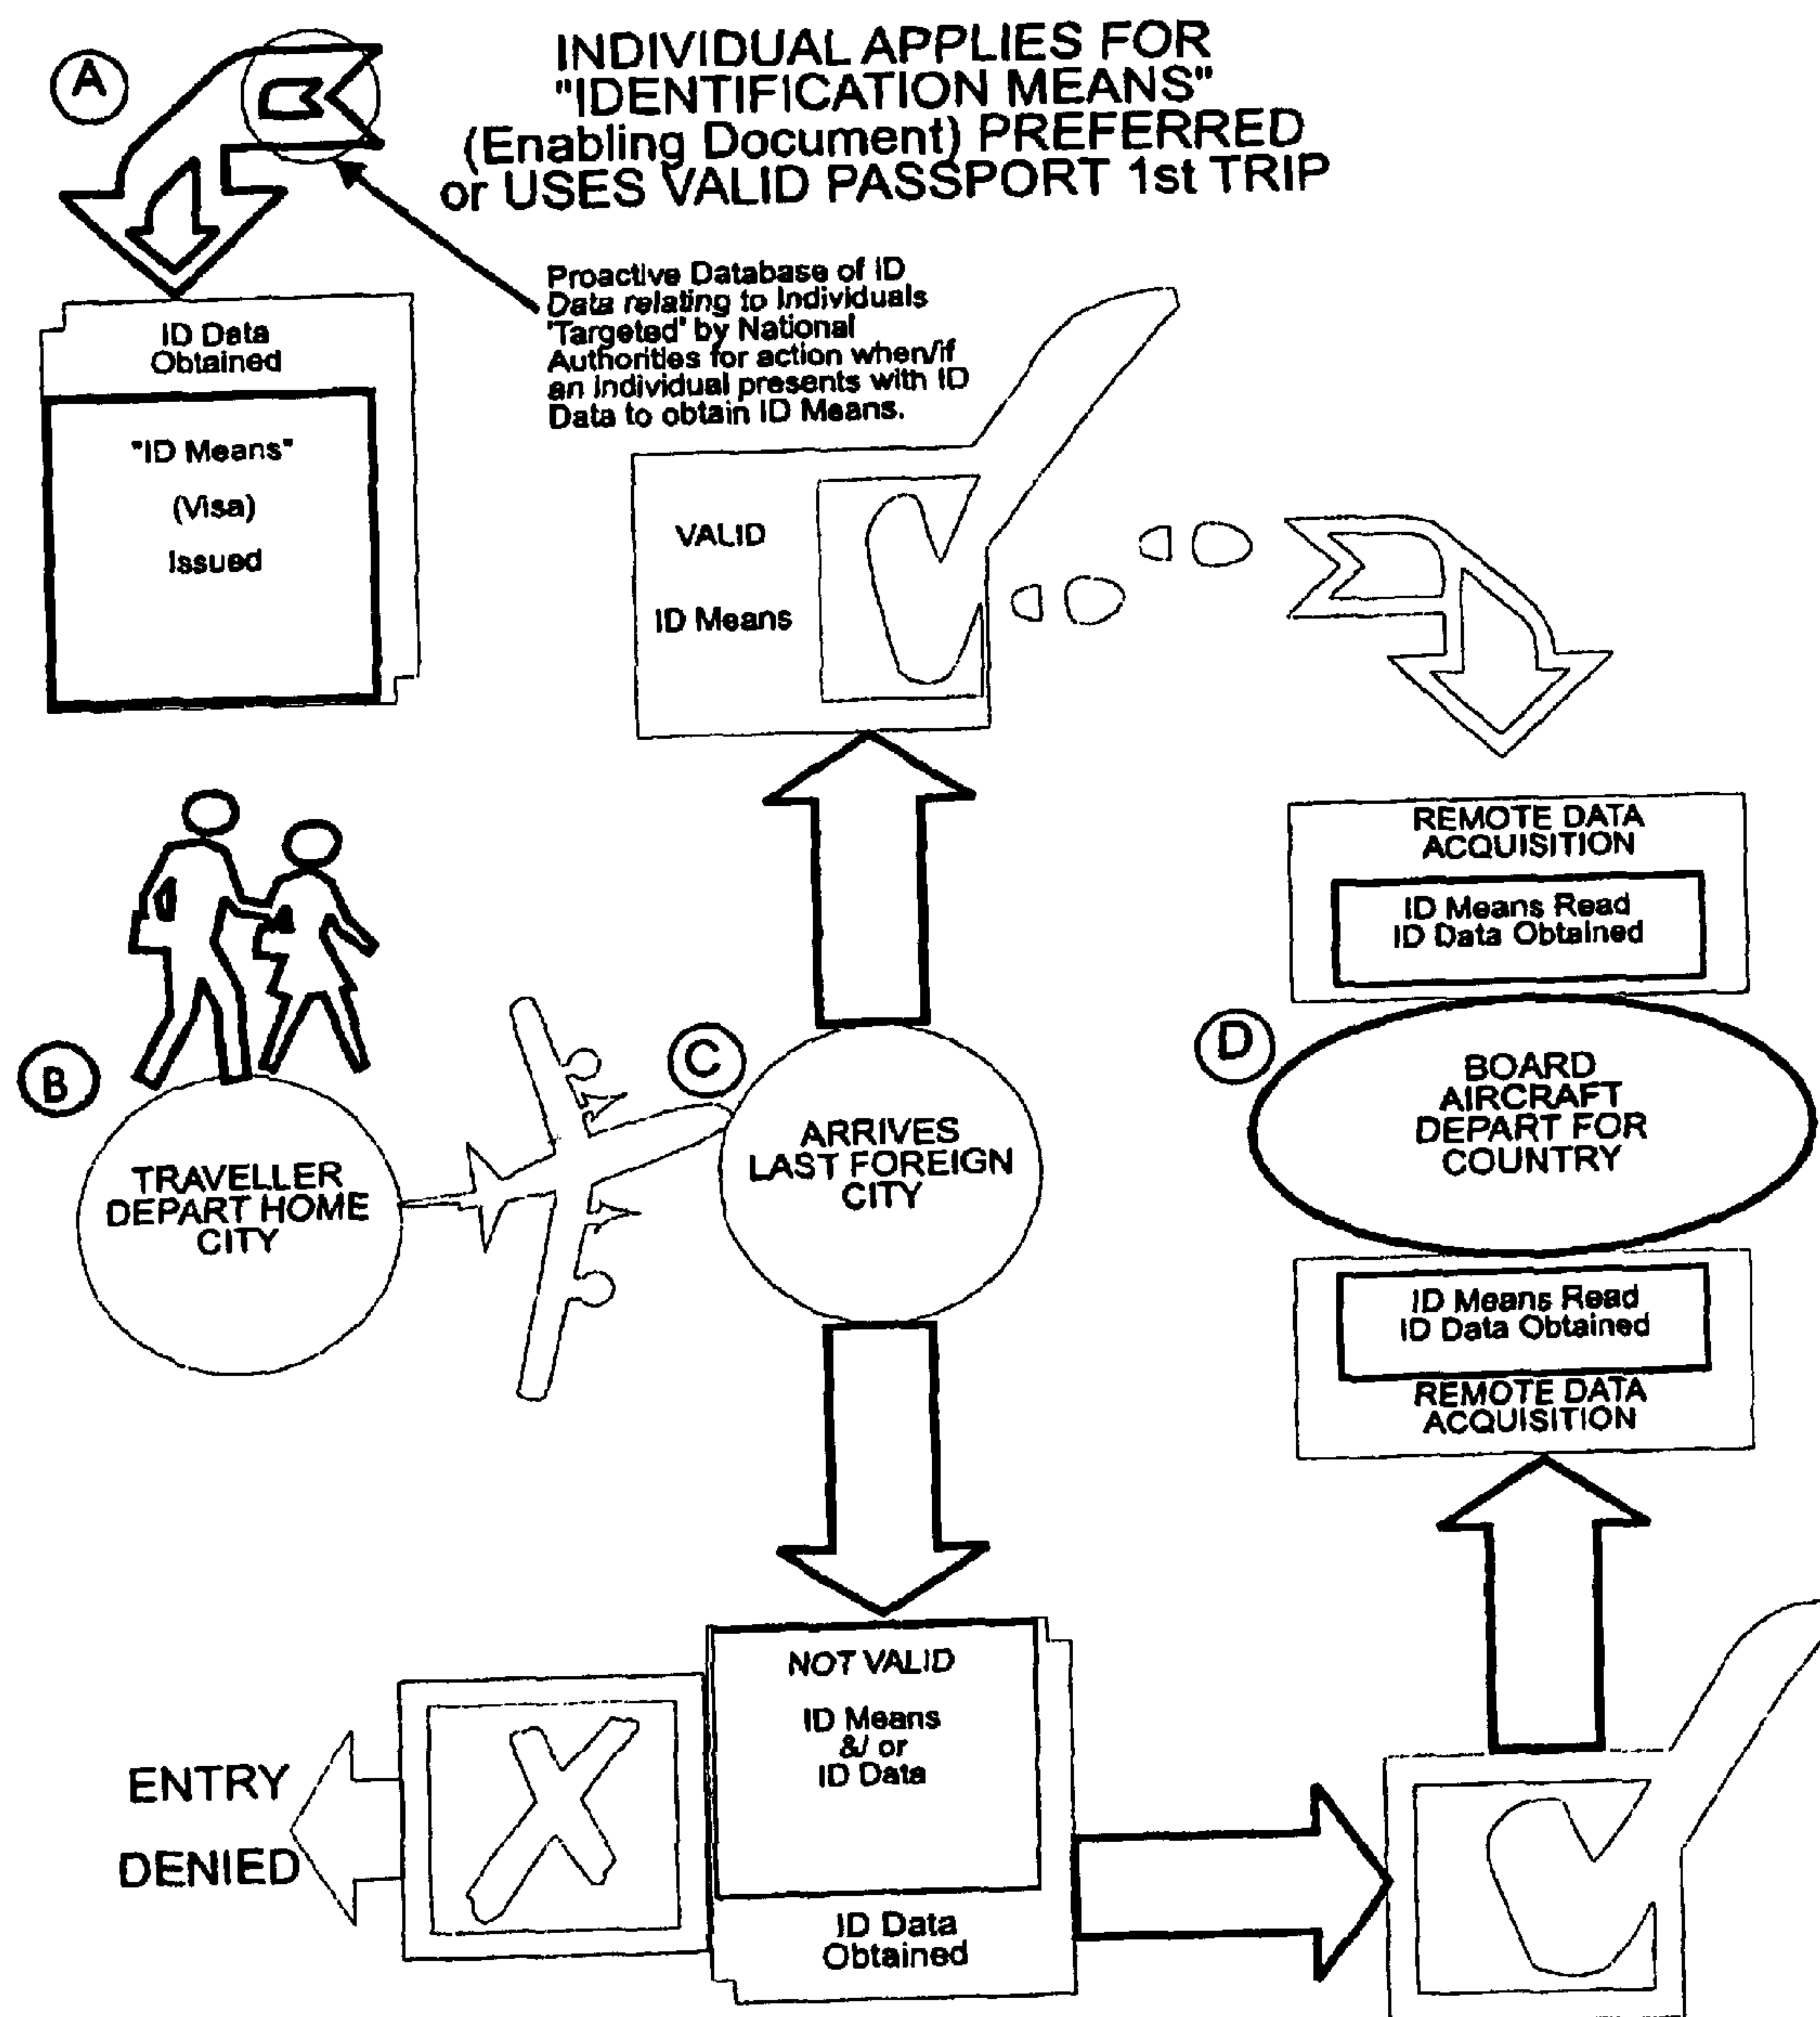 A
INDIVIDUAL APPLIES FOR
"IDENTIFICATION MEANS"
(Enabling Document) PREFERRED
or USES VALID PASSPORT 1st TRIP
Proactive Database of ID
Data relating to Individuals
'Targeted' by National
Authorities for action when/if
an individual presents with ID
Data to obtain ID Means.
ID Data
Obtained
"ID Means"
(Visa)
Issued
VALID
ID Means
REMOTE DATA
ACQUISITION
ID Means Read
ID Data Obtained
B
TRAVELLER
DEPART HOME
CITY
C
ARRIVES
LAST FOREIGN
CITY
D
BOARD
AIRCRAFT
DEPART FOR
COUNTRY
ID Means Read
ID Data Obtained
REMOTE DATA
ACQUISITION
NOT VALID
ID Means
&/ or
ID Data
ID Data
Obtained
ENTRY
DENIED